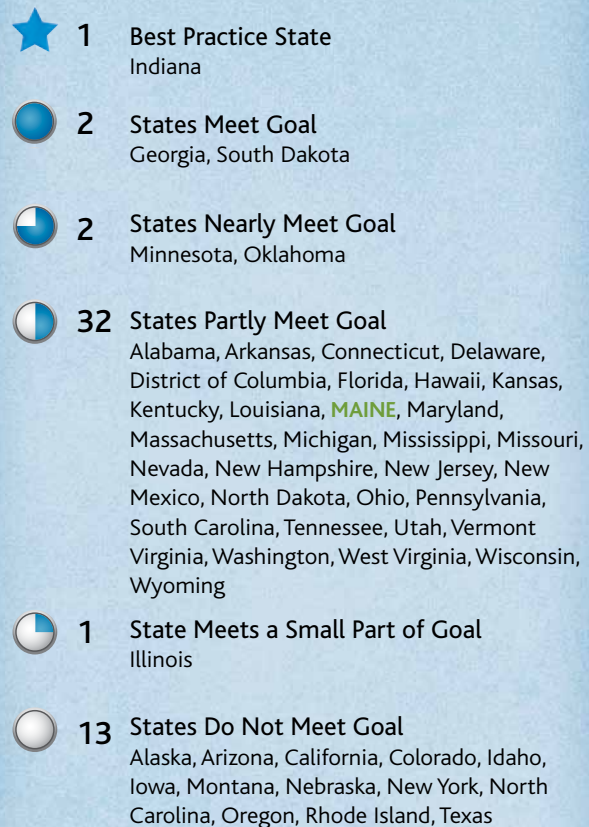 1 Best Practice State
Indiana
2 States Meet Goal
Georgia, South Dakota
2 States Nearly Meet Goal
Minnesota, Oklahoma
32 States Partly Meet Goal
Alabama, Arkansas, Connecticut, Delaware,
District of Columbia, Florida, Hawaii, Kansas,
Kentucky, Louisiana, MAINE, Maryland,
Massachusetts, Michigan, Mississippi, Missouri,
Nevada, New Hampshire, New Jersey, New
Mexico, North Dakota, Ohio, Pennsylvania,
South Carolina, Tennessee, Utah, Vermont
Virginia, Washington, West Virginia, Wisconsin,
Wyoming
1 State Meets a Small Part of Goal
Illinois
13 States Do Not Meet Goal
Alaska, Arizona, California, Colorado, Idaho,
Iowa, Montana, Nebraska, New York, North
Carolina, Oregon, Rhode Island, Texas